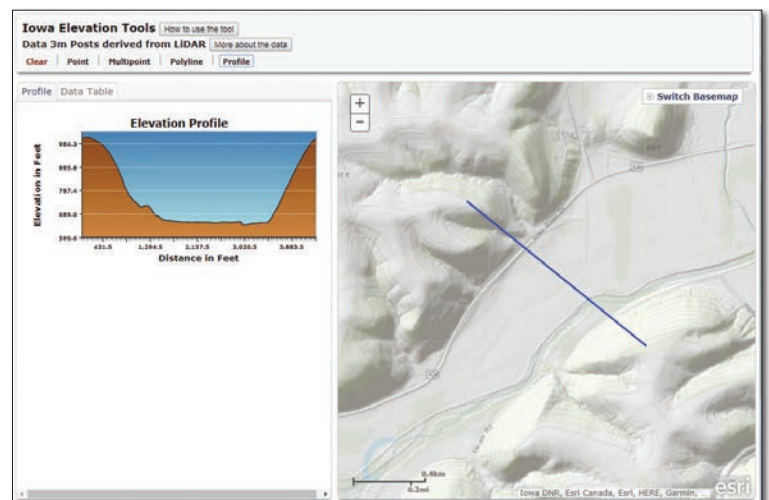 Iowa Elevation Tools How to use the tool
Data 3m Posts derived from LiDAR More about the data
Clear Point Multipoint Polyline Profile
Profile Data Table
Elevation Profile
Elevation in Feet
984.3
885.8
787.4
689.0
590.6
431.5 1,294.5 2,157.5 3,020.5 3,883.5
Distance in Feet
+
−
Switch Basemap
0.4km
0.2mi
Iowa DNR, Esri Canada, Esri, HERE, Garmin,
esri